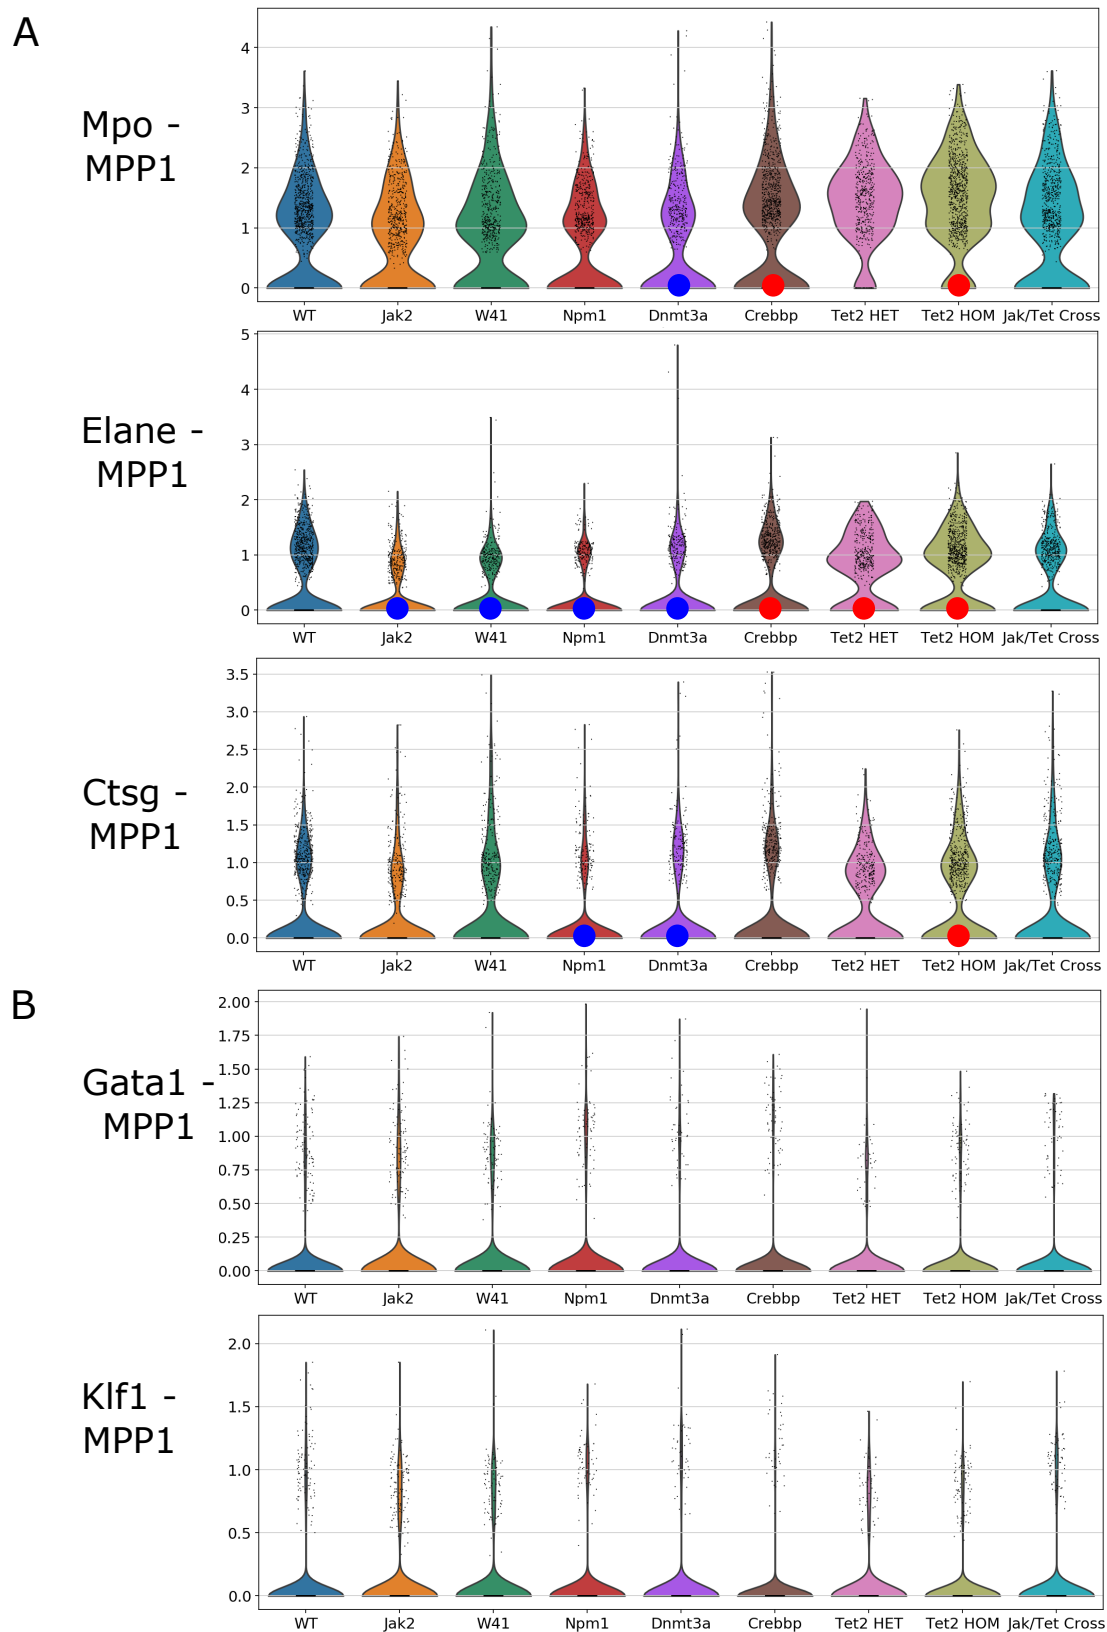 A
Mpo -
MPP1
4
3
2
1
0
WT Jak2 W41 Npm1 Dnmt3a Crebbp Tet2 HET Tet2 HOM Jak/Tet Cross
Elane -
MPP1
5
4
3
2
1
0
WT Jak2 W41 Npm1 Dnmt3a Crebbp Tet2 HET Tet2 HOM Jak/Tet Cross
Ctsg -
MPP1
3.5
3.0
2.5
2.0
1.5
1.0
0.5
0.0
WT Jak2 W41 Npm1 Dnmt3a Crebbp Tet2 HET Tet2 HOM Jak/Tet Cross
B
Gata1 -
MPP1
2.00
1.75
1.50
1.25
1.00
0.75
0.50
0.25
0.00
WT Jak2 W41 Npm1 Dnmt3a Crebbp Tet2 HET Tet2 HOM Jak/Tet Cross
Klf1 -
MPP1
2.0
1.5
1.0
0.5
0.0
WT Jak2 W41 Npm1 Dnmt3a Crebbp Tet2 HET Tet2 HOM Jak/Tet Cross